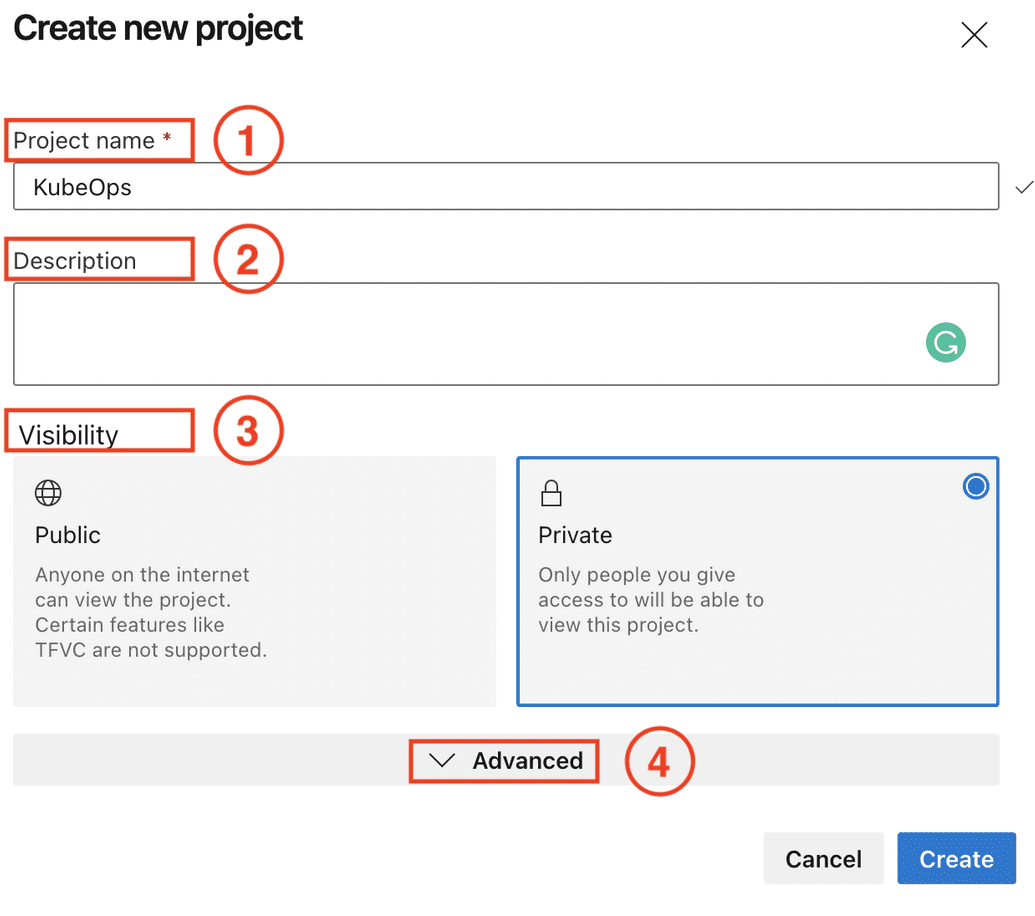 Create new project
Project name *
1
KubeOps
Description
2
Visibility
3
Public
Anyone on the internet
can view the project.
Certain features like
TFVC are not supported.
Private
Only people you give
access to will be able to
view this project.
Advanced
4
Cancel
Create